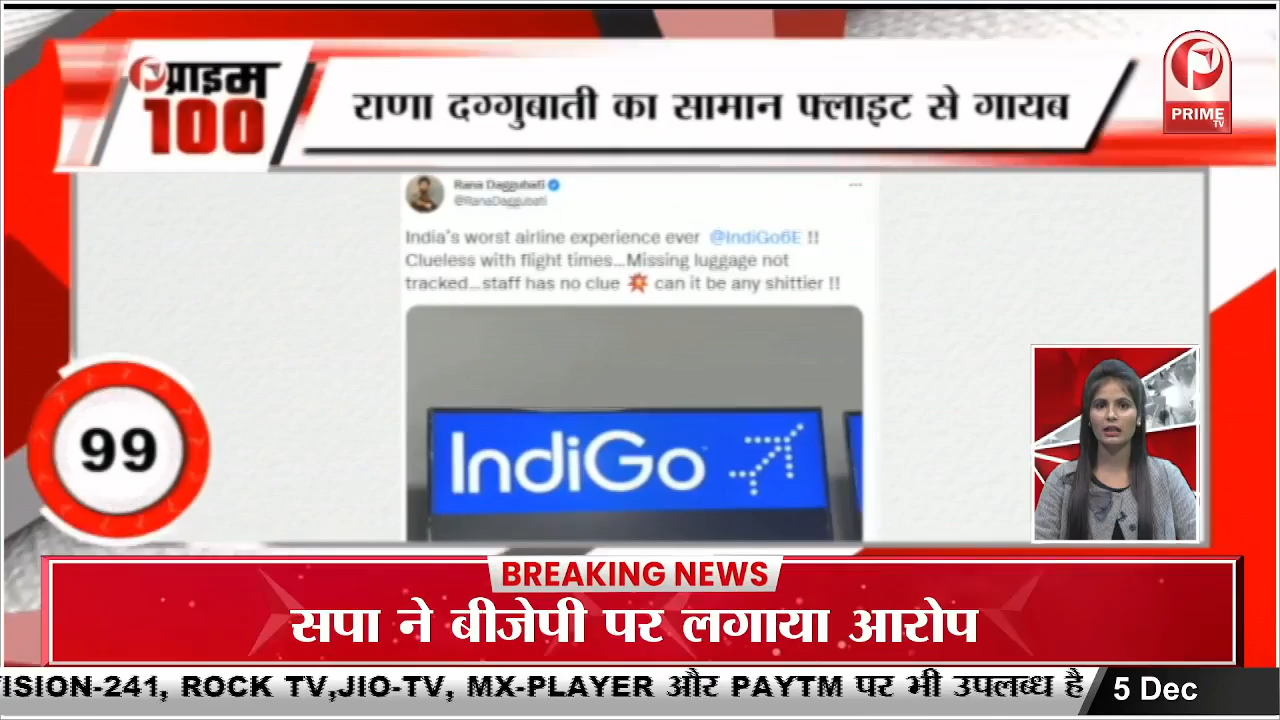 प्राइम
100
राणा दग्गुबाती का सामान फ्लाइट से गायब
PRIME
TV
Rana Daggubati
@RanaDaggubati
India's worst airline experience ever @IndiGo6E !!
Clueless with flight times...Missing luggage not
tracked...staff has no clue 💥 can it be any shittier !!
IndiGo
99
BREAKING NEWS
सपा ने बीजेपी पर लगाया आरोप
VISION-241, ROCK TV,JIO-TV, MX-PLAYER और PAYTM पर भी उपलब्ध है
5 Dec